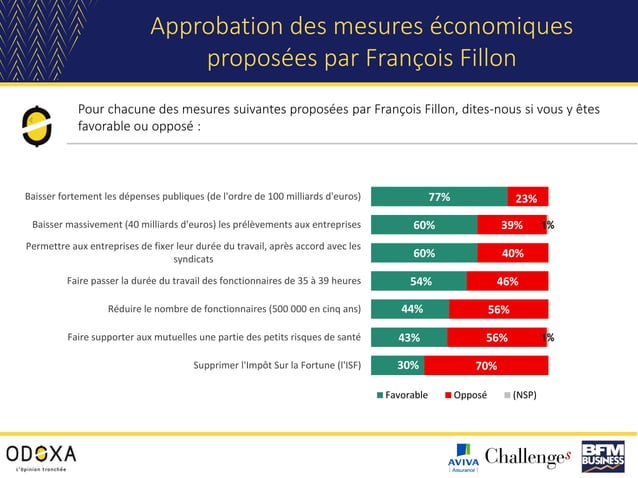 Approbation des mesures économiques
proposées par François Fillon
Pour chacune des mesures suivantes proposées par François Fillon, dites-nous si vous y êtes
favorable ou opposé :
Baisser fortement les dépenses publiques (de l'ordre de 100 milliards d'euros) 77% 23%
Baisser massivement (40 milliards d'euros) les prélèvements aux entreprises 60% 39% 1%
Permettre aux entreprises de fixer leur durée du travail, après accord avec les
syndicats 60% 40%
Faire passer la durée du travail des fonctionnaires de 35 à 39 heures 54% 46%
Réduire le nombre de fonctionnaires (500 000 en cinq ans) 44% 56%
Faire supporter aux mutuelles une partie des petits risques de santé 43% 56% 1%
Supprimer l'Impôt Sur la Fortune (l'ISF) 30% 70%
Favorable Opposé (NSP)
ODOXA
L'opinion tranchée
AVIVA
Assurance
Challenges
BFM
BUSINESS